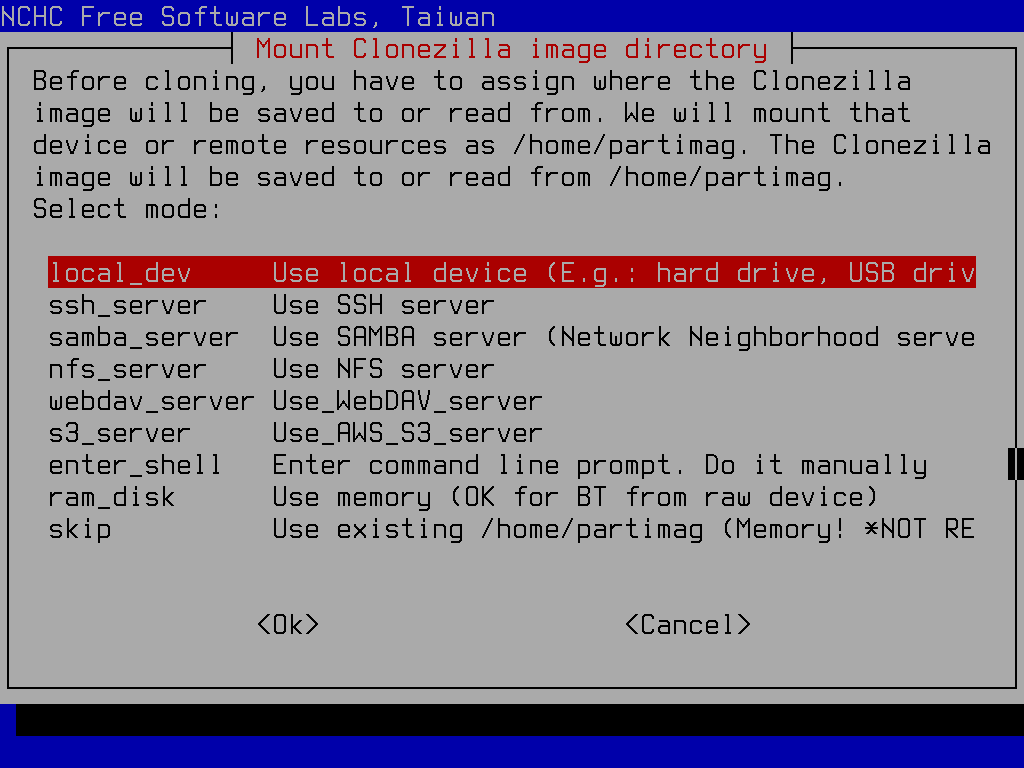 NCHC Free Software Labs, Taiwan
Mount Clonezilla image directory
Before cloning, you have to assign where the Clonezilla
image will be saved to or read from. We will mount that
device or remote resources as /home/partimag. The Clonezilla
image will be saved to or read from /home/partimag.
Select mode:
local_dev Use local device (E.g.: hard drive, USB driv
ssh_server Use SSH server
samba_server Use SAMBA server (Network Neighborhood serve
nfs_server Use NFS server
webdav_server Use_WebDAV_server
s3_server Use_AWS_S3_server
enter_shell Enter command line prompt. Do it manually
ram_disk Use memory (OK for BT from raw device)
skip Use existing /home/partimag (Memory! *NOT RE
<Ok> <Cancel>